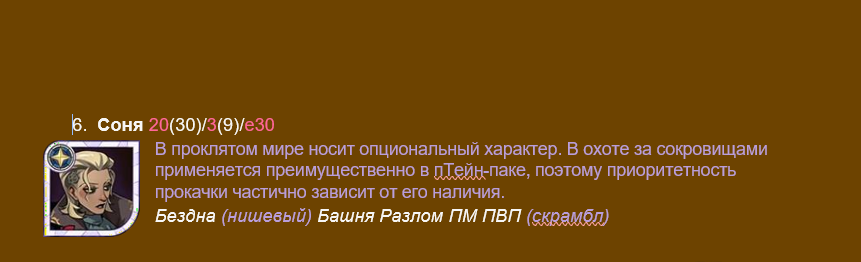 6. Соня 20(30)/3(9)/е30
В проклятом мире носит опциональный характер. В охоте за сокровищами
применяется преимущественно в пТейн-паке, поэтому приоритетность
прокачки частично зависит от его наличия.
Бездна (нишевый) Башня Разлом ПМ ПВП (скрамбл)